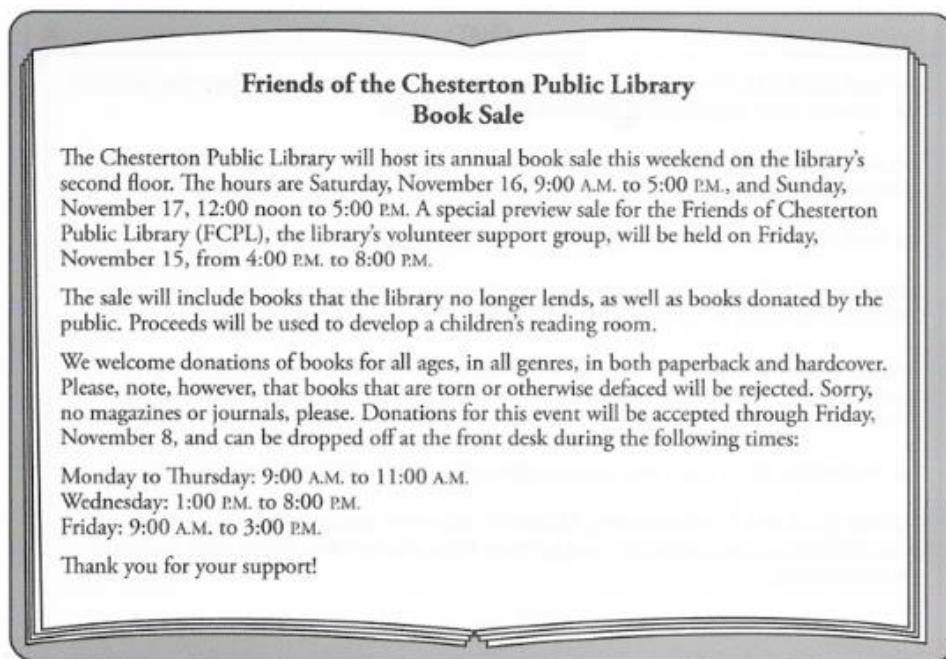 Friends of the Chesterton Public Library
Book Sale
The Chesterton Public Library will host its annual book sale this weekend on the library's
second floor. The hours are Saturday, November 16, 9:00 A.M. to 5:00 P.M., and Sunday,
November 17, 12:00 noon to 5:00 P.M. A special preview sale for the Friends of Chesterton
Public Library (FCPL), the library's volunteer support group, will be held on Friday,
November 15, from 4:00 P.M. to 8:00 P.M.
The sale will include books that the library no longer lends, as well as books donated by the
public. Proceeds will be used to develop a children's reading room.
We welcome donations of books for all ages, in all genres, in both paperback and hardcover.
Please, note, however, that books that are torn or otherwise defaced will be rejected. Sorry,
no magazines or journals, please. Donations for this event will be accepted through Friday,
November 8, and can be dropped off at the front desk during the following times:
Monday to Thursday: 9:00 A.M. to 11:00 A.M.
Wednesday: 1:00 P.M. to 8:00 P.M.
Friday: 9:00 A.M. to 3:00 P.M.
Thank you for your support!